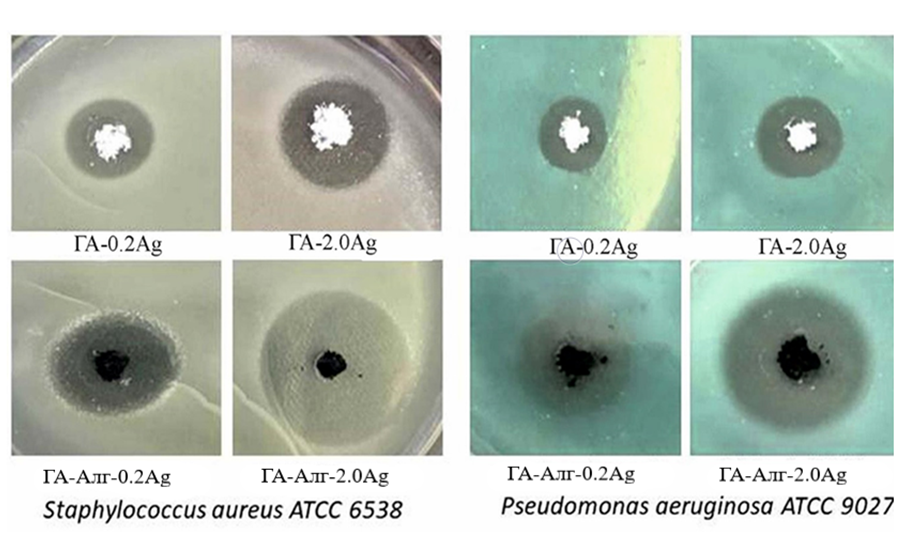 ГА-0.2Ag ГА-2.0Ag ГА-0.2Ag ГА-2.0Ag
ГА-Алг-0.2Ag ГА-Алг-2.0Ag ГА-Алг-0.2Ag ГА-Алг-2.0Ag
Staphylococcus aureus ATCC 6538 Pseudomonas aeruginosa ATCC 9027